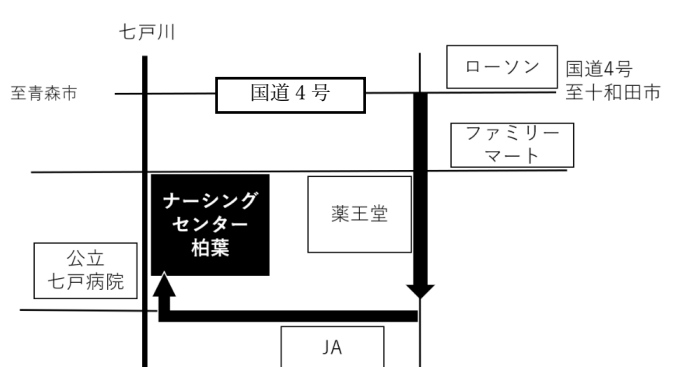 七戸川
ローソン
国道4号
至十和田市
至青森市
国道４号
ファミリー
マート
ナーシング
センター
柏葉
薬王堂
公立
七戸病院
JA